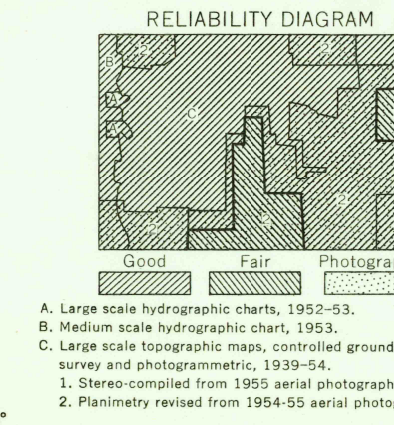 RELIABILITY DIAGRAM
2
2
B
A
C
A
2
2
2
Good Fair Photogra
A. Large scale hydrographic charts, 1952-53.
B. Medium scale hydrographic chart, 1953.
C. Large scale topographic maps, controlled ground
survey and photogrammetric, 1939-54.
1. Stereo-compiled from 1955 aerial photograph
2. Planimetry revised from 1954-55 aerial photo